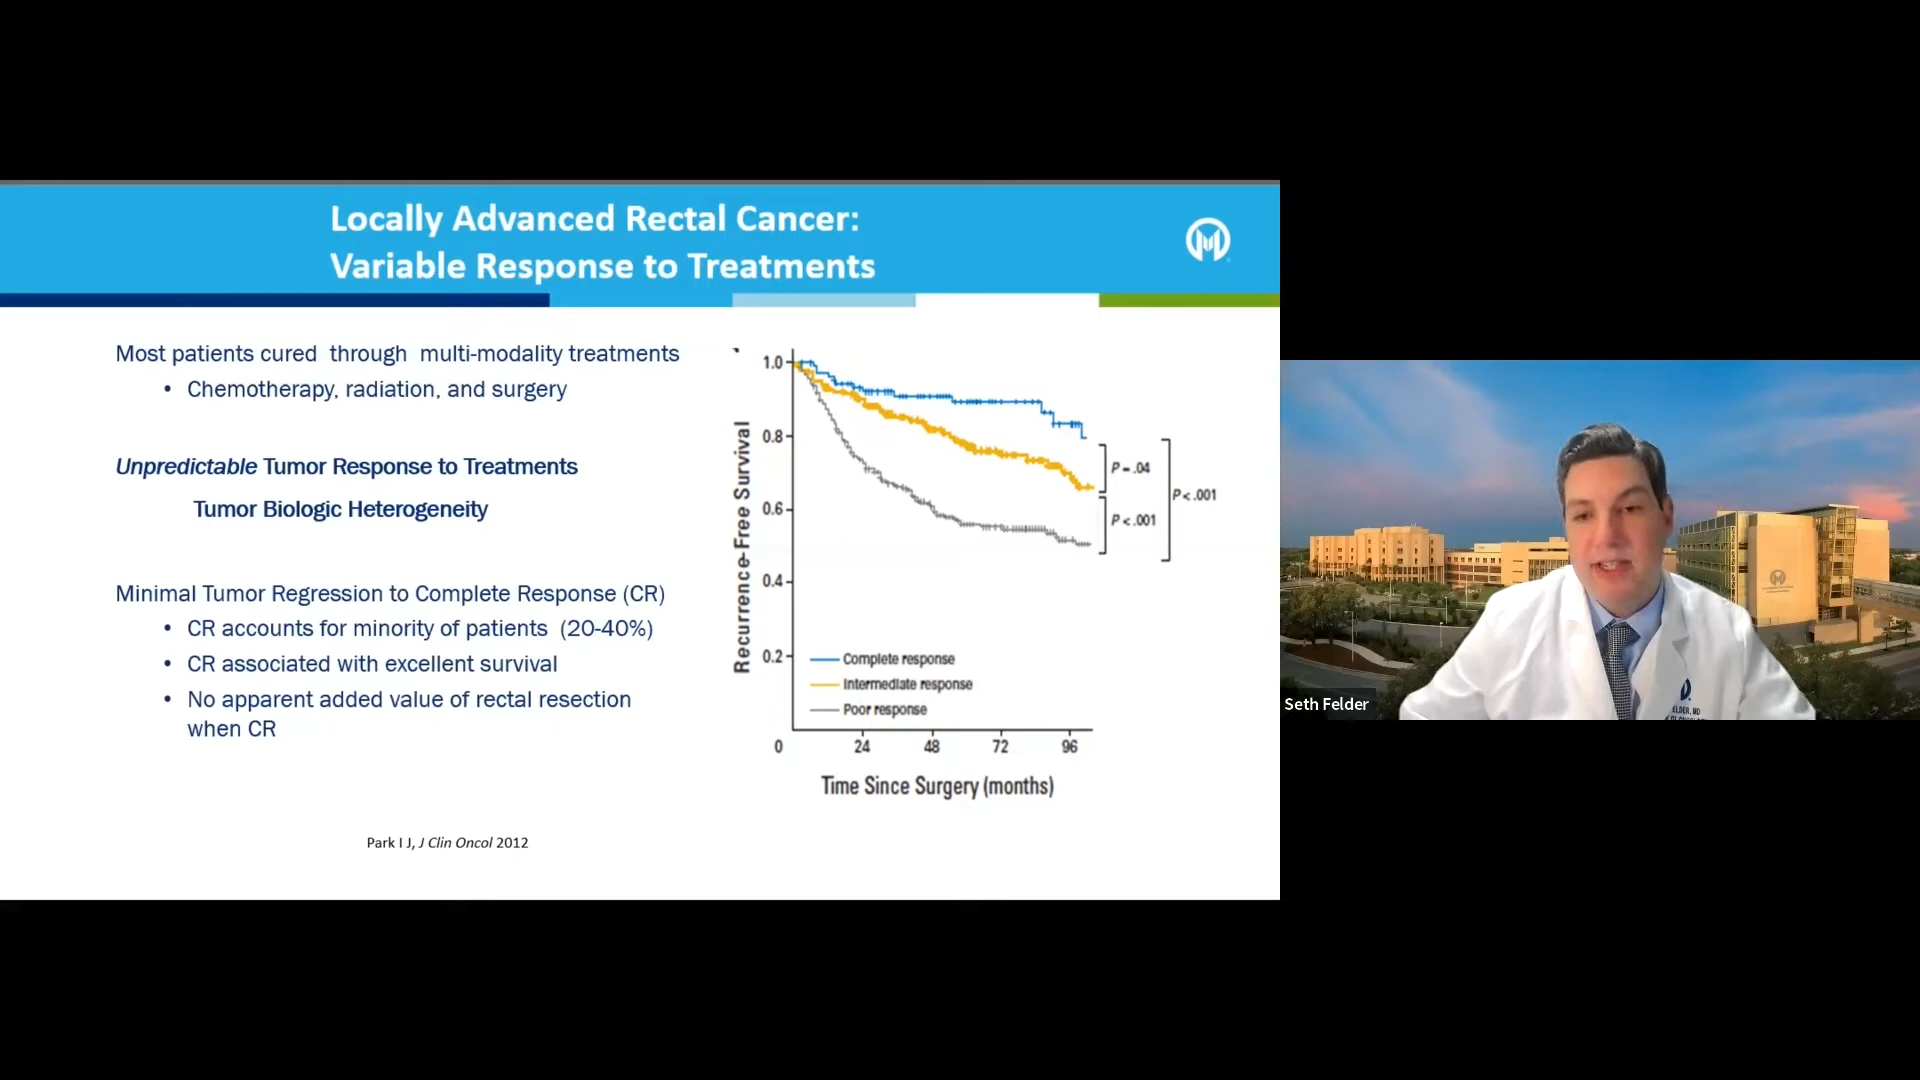 Locally Advanced Rectal Cancer:
Variable Response to Treatments
Most patients cured through multi-modality treatments
• Chemotherapy, radiation, and surgery
Unpredictable Tumor Response to Treatments
Tumor Biologic Heterogeneity
Minimal Tumor Regression to Complete Response (CR)
• CR accounts for minority of patients (20-40%)
• CR associated with excellent survival
• No apparent added value of rectal resection
when CR
Park I J, J Clin Oncol 2012
Recurrence-Free Survival
1.0
0.8
0.6
0.4
0.2
0
24
48
72
96
Time Since Surgery (months)
Complete response
Intermediate response
Poor response
P = .04
P < .001
P < .001
Seth Felder
ELDER, MD